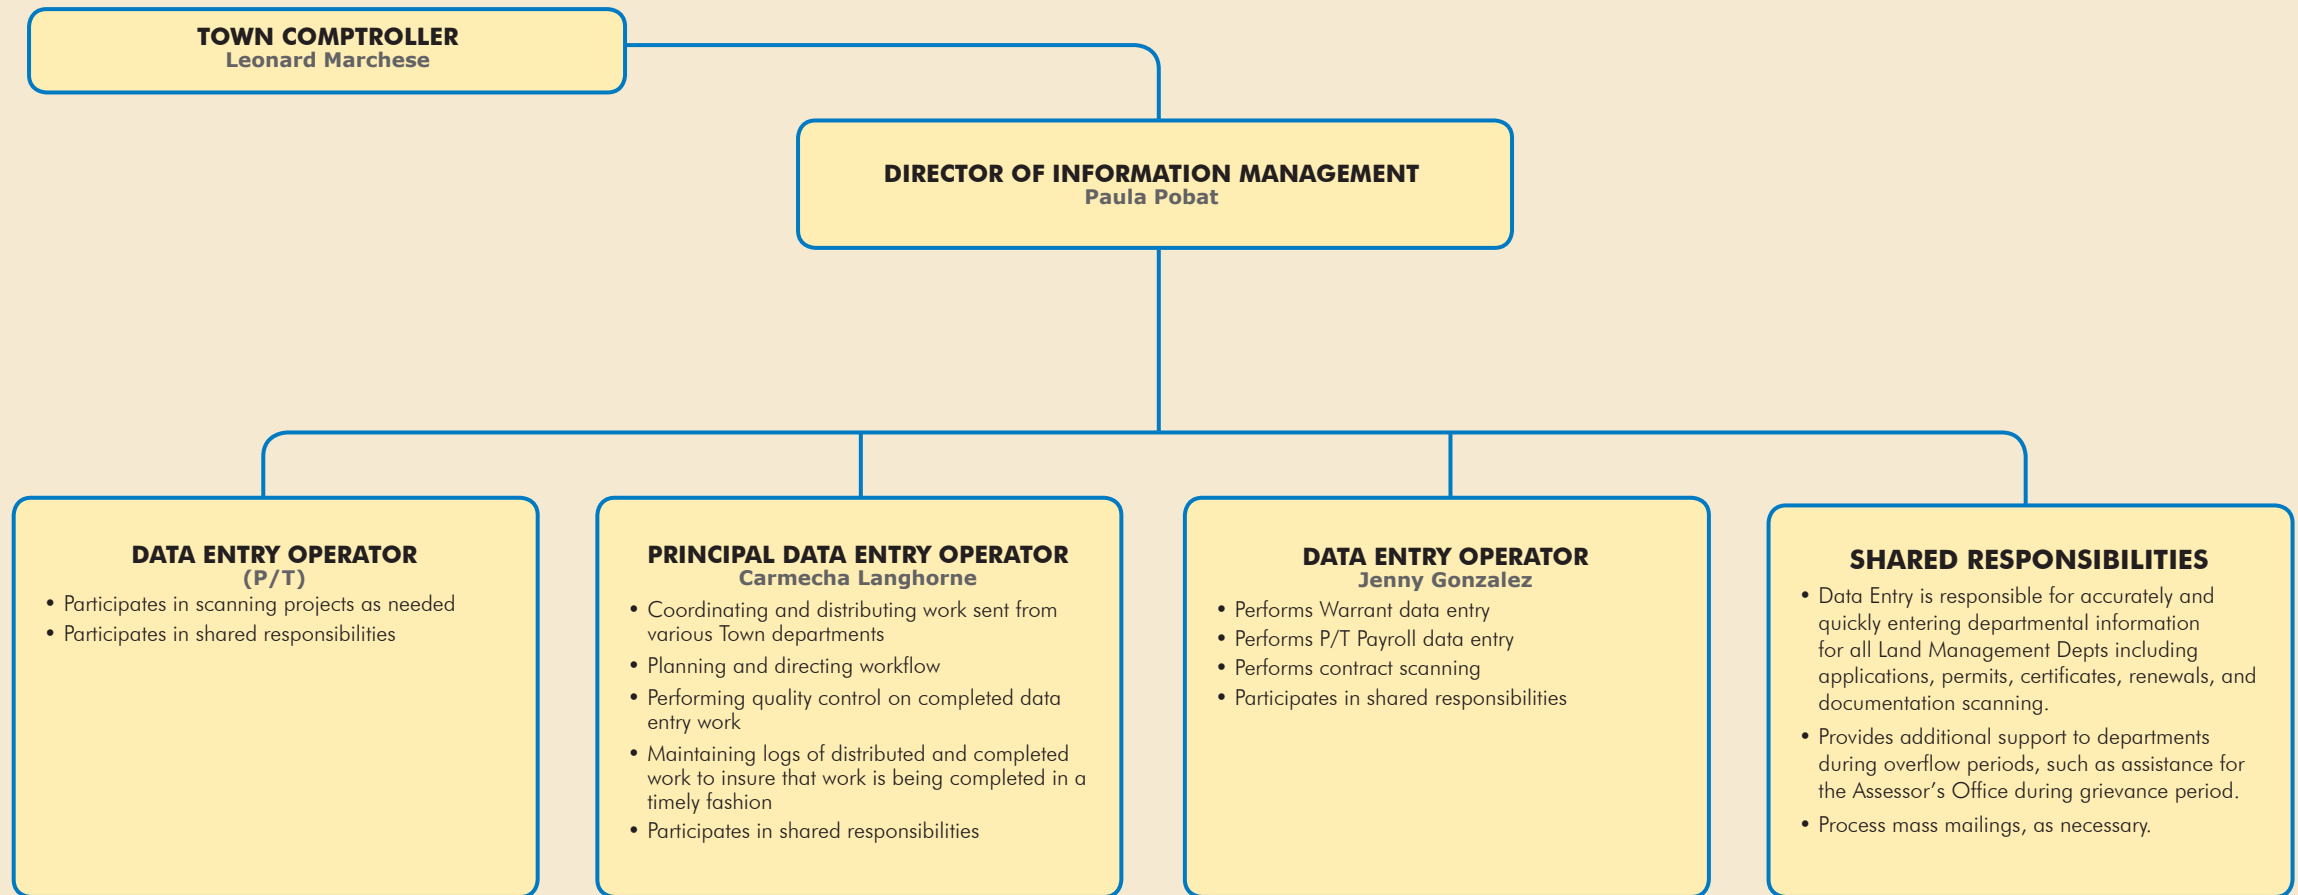 TOWN COMPTROLLER
Leonard Marchese
DIRECTOR OF INFORMATION MANAGEMENT
Paula Pobat
DATA ENTRY OPERATOR
(P/T)
• Participates in scanning projects as needed
• Participates in shared responsibilities
PRINCIPAL DATA ENTRY OPERATOR
Carmecha Langhorne
• Coordinating and distributing work sent from
various Town departments
• Planning and directing workflow
• Performing quality control on completed data
entry work
• Maintaining logs of distributed and completed
work to insure that work is being completed in a
timely fashion
• Participates in shared responsibilities
DATA ENTRY OPERATOR
Jenny Gonzalez
• Performs Warrant data entry
• Performs P/T Payroll data entry
• Performs contract scanning
• Participates in shared responsibilities
SHARED RESPONSIBILITIES
• Data Entry is responsible for accurately and
quickly entering departmental information
for all Land Management Depts including
applications, permits, certificates, renewals, and
documentation scanning.
• Provides additional support to departments
during overflow periods, such as assistance for
the Assessor’s Office during grievance period.
• Process mass mailings, as necessary.